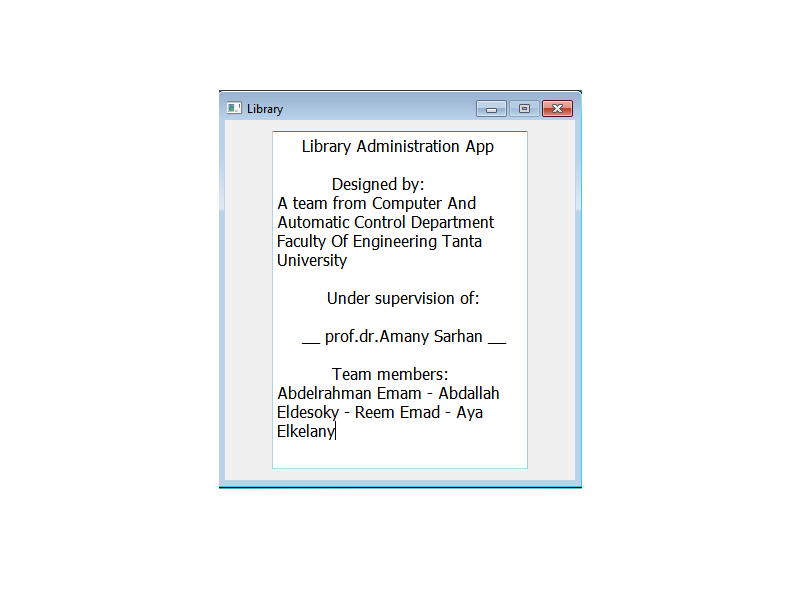 Library
Library Administration App
Designed by:
A team from Computer And
Automatic Control Department
Faculty Of Engineering Tanta
University
Under supervision of:
__ prof.dr.Amany Sarhan __
Team members:
Abdelrahman Emam - Abdallah
Eldesoky - Reem Emad - Aya
Elkelany